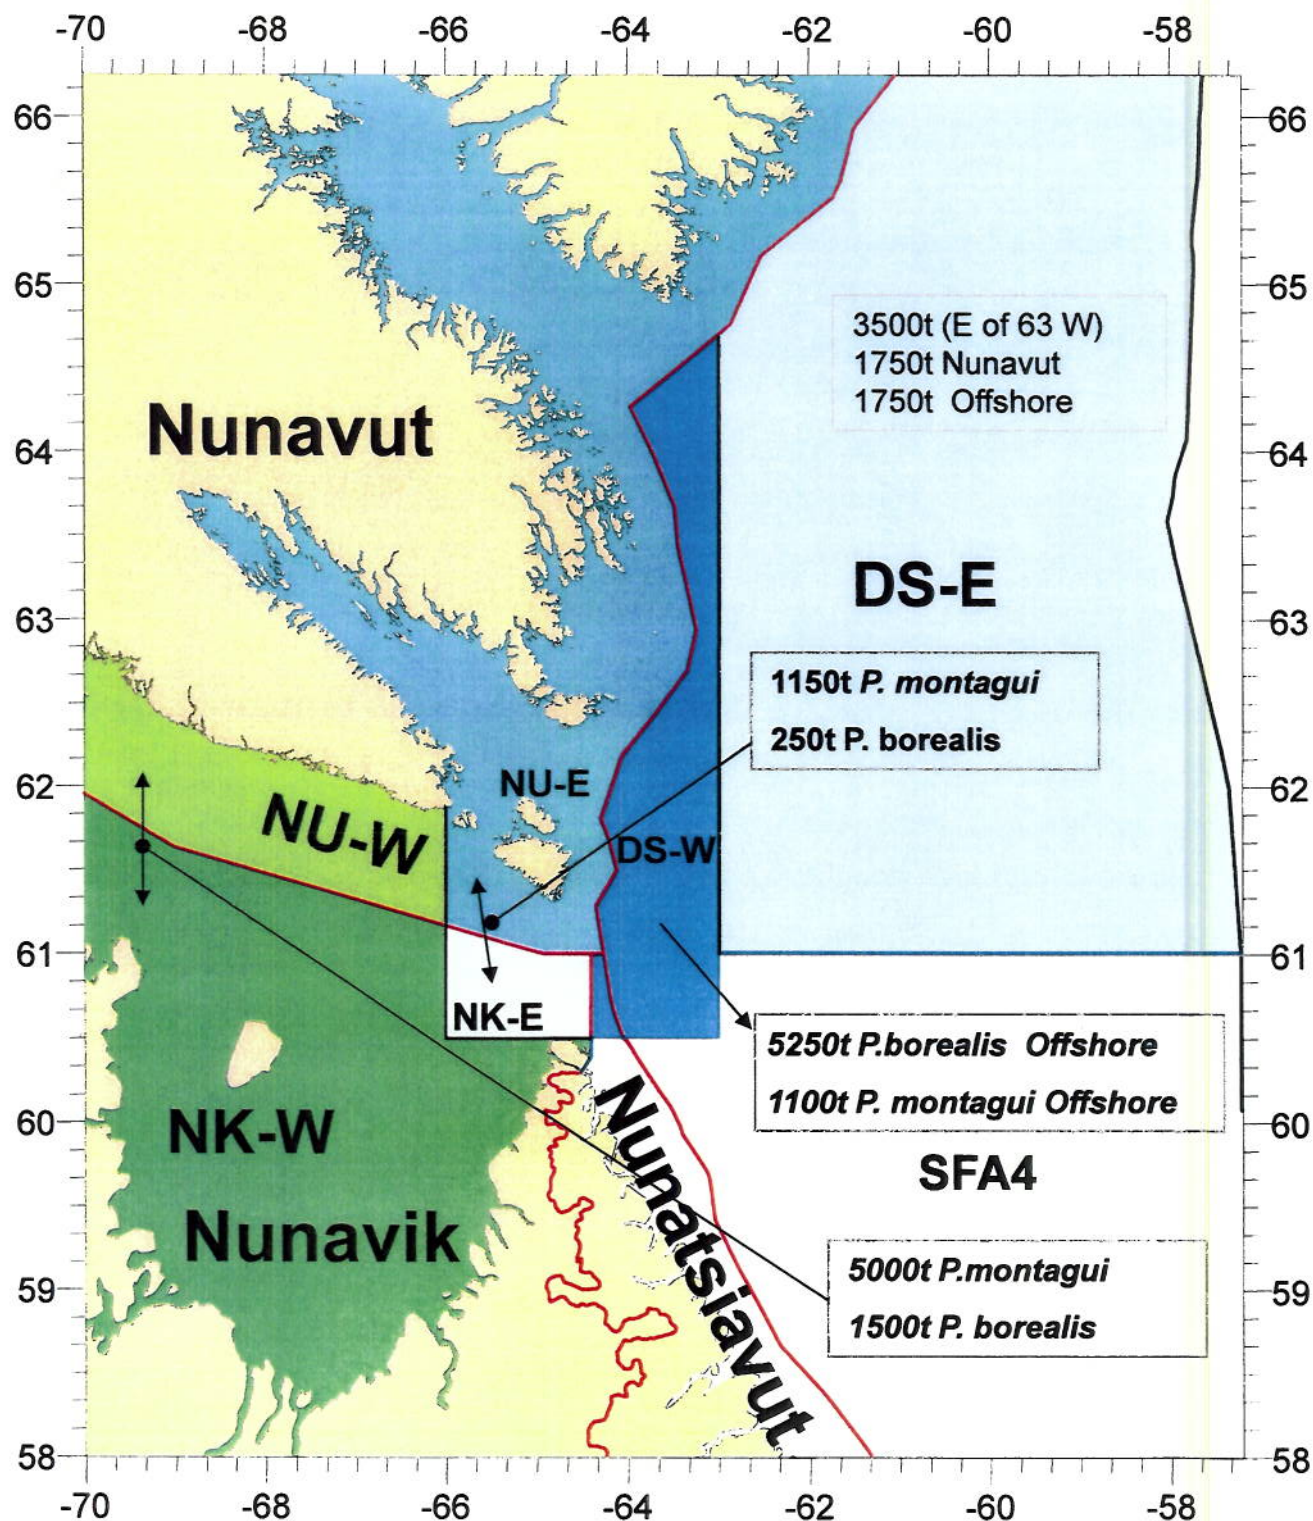 -70 -68 -66 -64 -62 -60 -58
66 66
65 65
3500t (E of 63 W)
1750t Nunavut
1750t Offshore
Nunavut
64 64
DS-E
63 63
1150t P. montagui
250t P. borealis
62 62
NU-E
NU-W
DS-W
61 61
NK-E
5250t P.borealis Offshore
1100t P. montagui Offshore
60 60
NK-W
SFA4
Nunavik
Nunatsiavut
59 59
5000t P.montagui
1500t P. borealis
58 58
-70 -68 -66 -64 -62 -60 -58